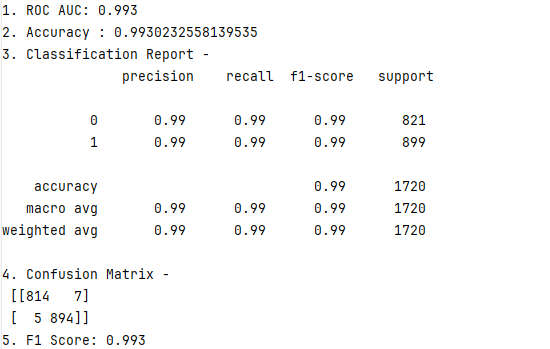 1. ROC AUC: 0.993
2. Accuracy : 0.9930232558139535
3. Classification Report -
              precision    recall  f1-score   support

           0       0.99      0.99      0.99       821
           1       0.99      0.99      0.99       899

    accuracy                           0.99      1720
   macro avg       0.99      0.99      0.99      1720
weighted avg       0.99      0.99      0.99      1720

4. Confusion Matrix -
 [[814   7]
 [  5 894]]
5. F1 Score: 0.993